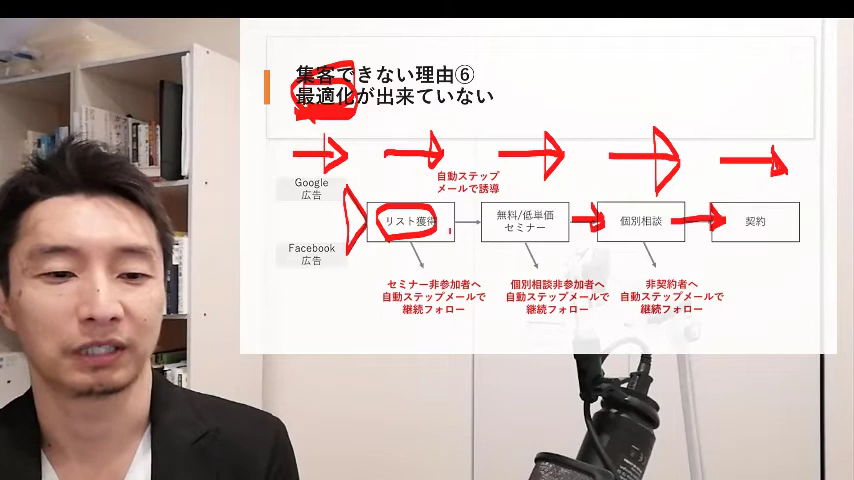 集客できない理由⑥
最適化が出来ていない
Google
広告
自動ステップ
メールで誘導
リスト獲得
無料/低単価
セミナー
個別相談
契約
Facebook
広告
セミナー非参加者へ
自動ステップメールで
継続フォロー
個別相談非参加者へ
自動ステップメールで
継続フォロー
非契約者へ
自動ステップメールで
継続フォロー